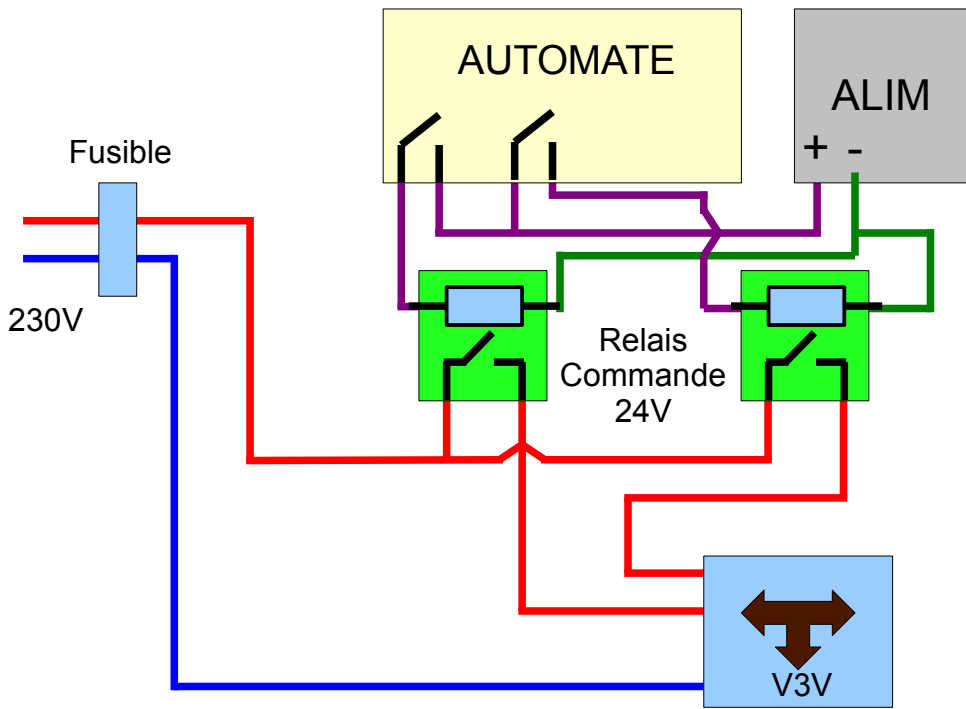 AUTOMATE
ALIM
+ -
Fusible
230V
Relais
Commande
24V
V3V